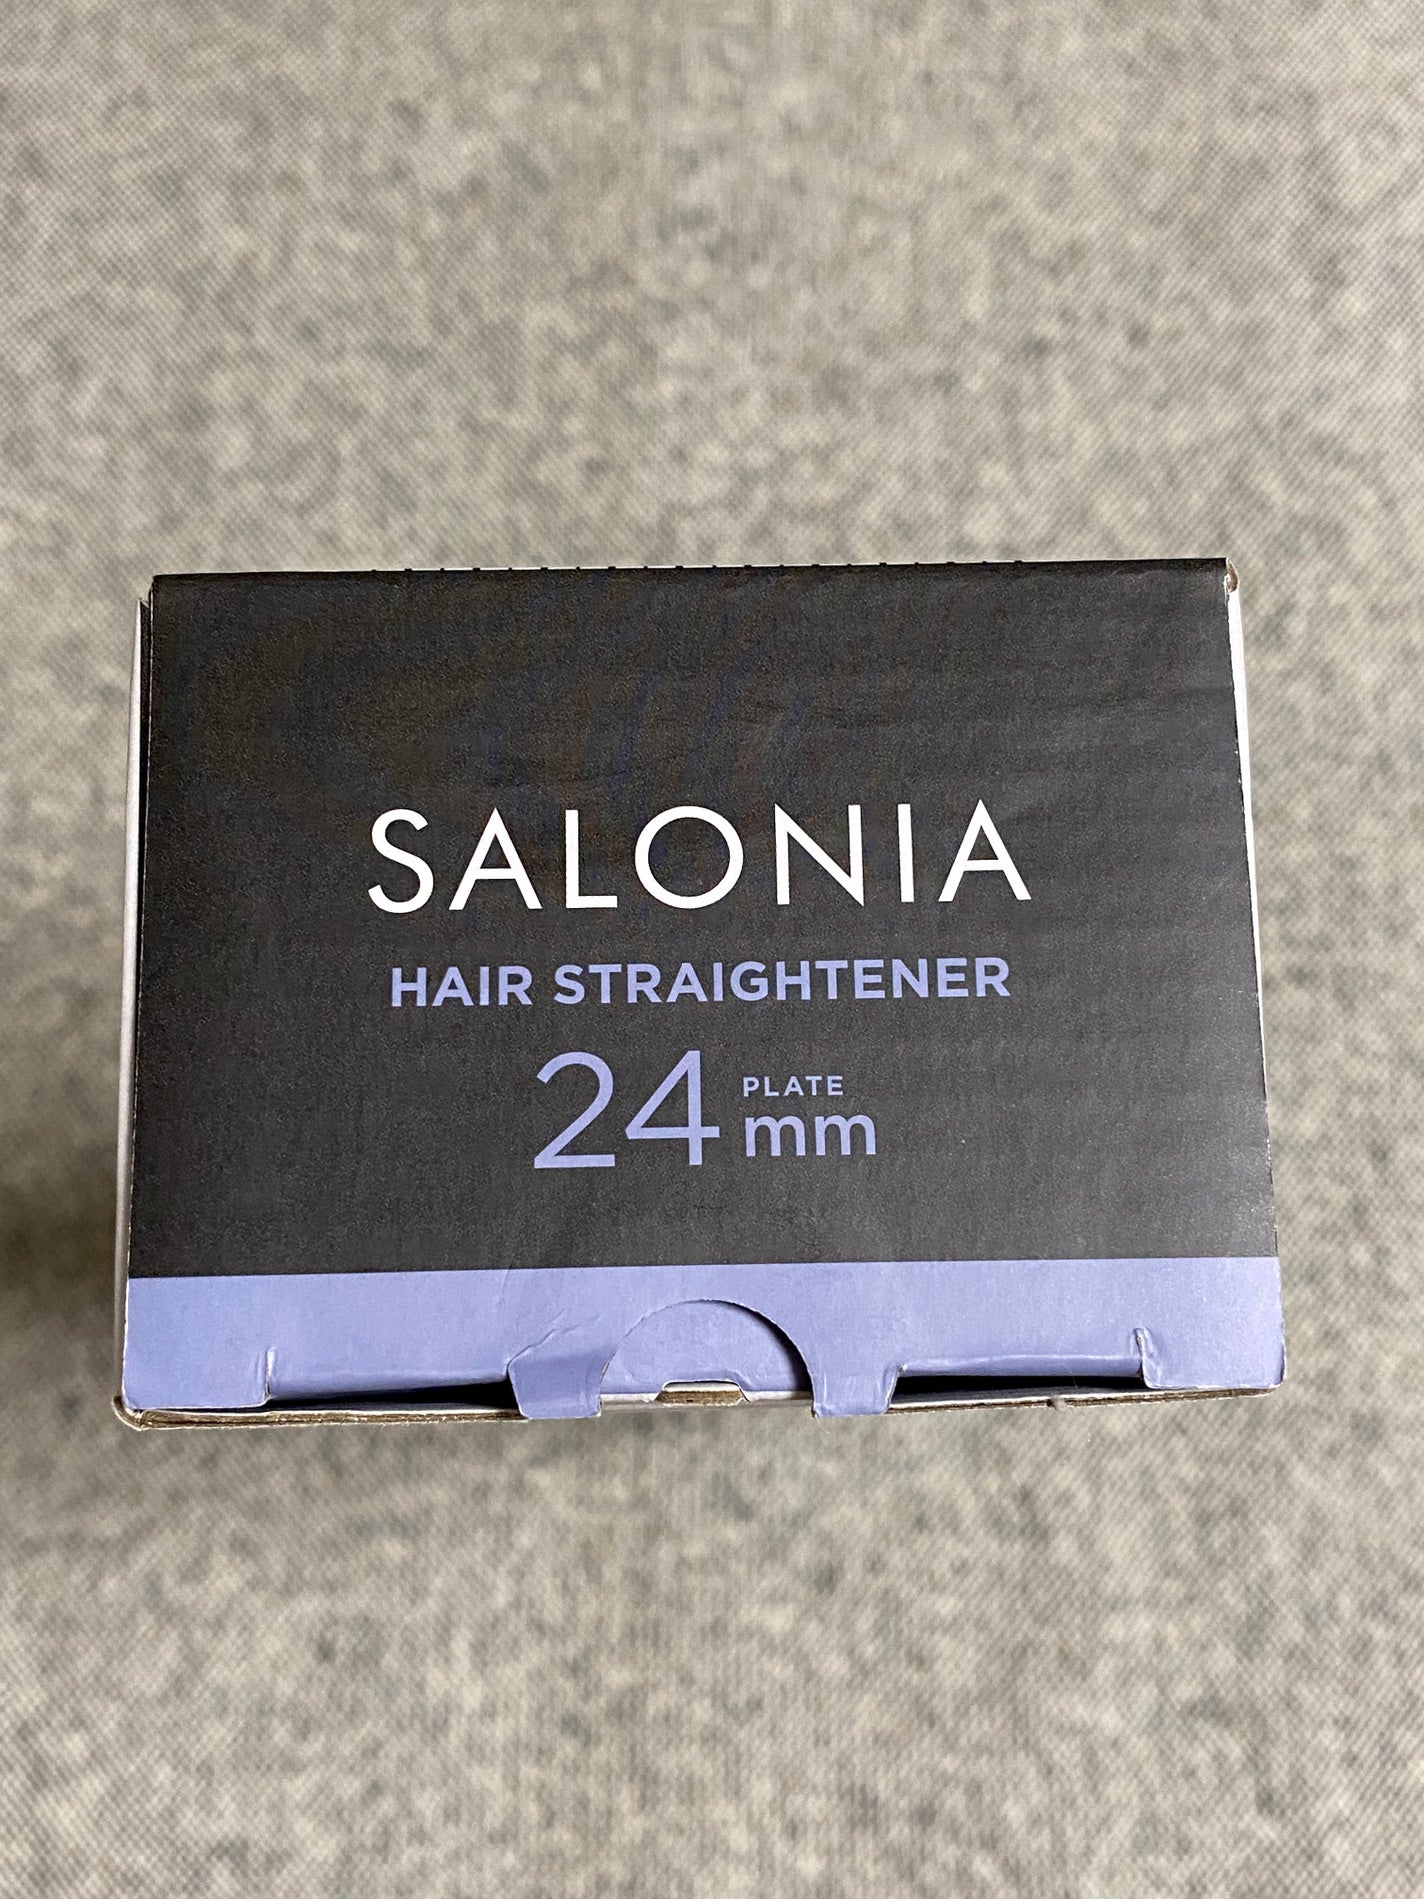 SALONIA
HAIR STRAIGHTENER
24 PLATE mm